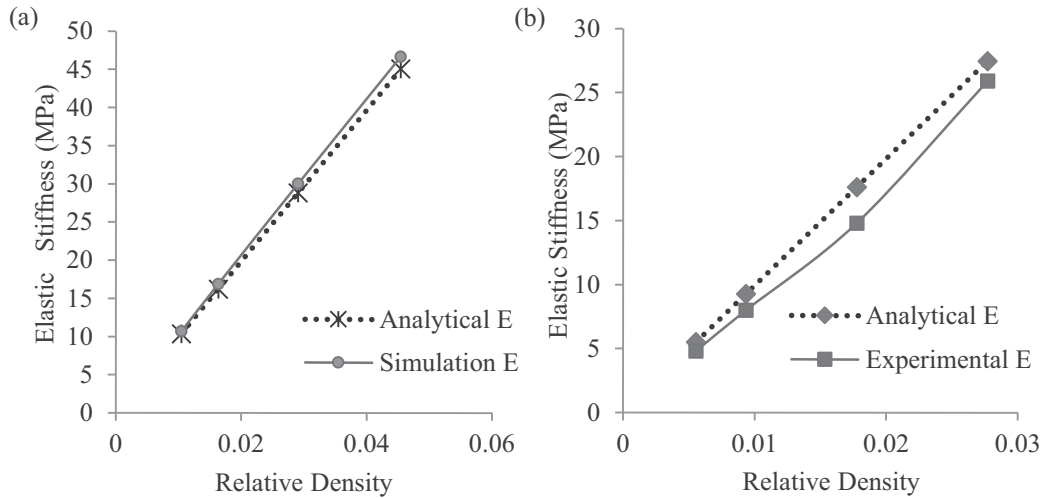 (a)
50
45
40
35
30
25
20
15
10
5
0
0
0.02
0.04
0.06
Elastic Stiffness (MPa)
Relative Density
Analytical E
Simulation E
(b)
30
25
20
15
10
5
0
0
0.01
0.02
0.03
Elastic Stiffness (MPa)
Relative Density
Analytical E
Experimental E